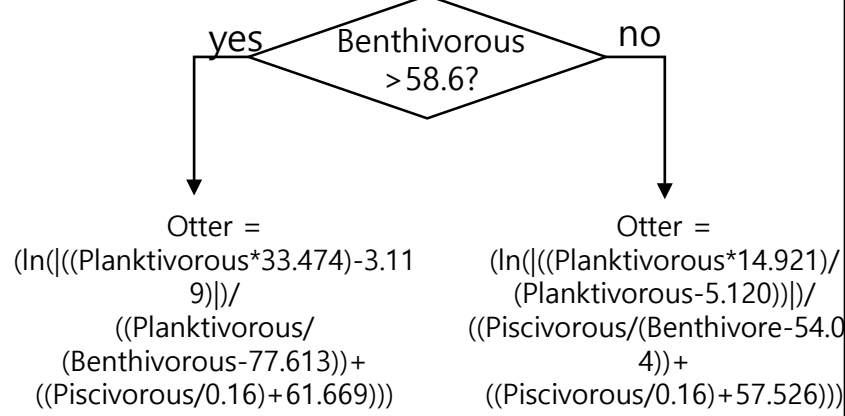 yes
Benthivorous
>58.6?
no
Otter =
(ln(|((Planktivorous*33.474)-3.11
9)|)/
((Planktivorous/
(Benthivorous-77.613))+
((Piscivorous/0.16)+61.669)))
Otter =
(ln(|((Planktivorous*14.921)/
(Planktivorous-5.120))|)/
((Piscivorous/(Benthivore-54.0
4))+
((Piscivorous/0.16)+57.526)))